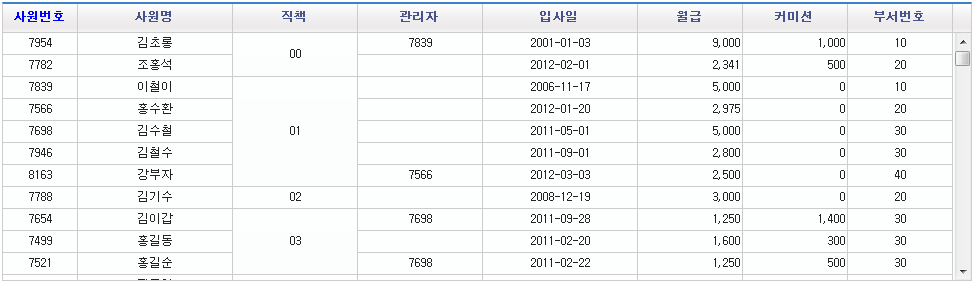 사원번호 사원명 직책 관리자 입사일 월급 커미션 부서번호
7954 김초롱 00 7839 2001-01-03 9,000 1,000 10
7782 조홍석 2012-02-01 2,341 500 20
7839 이철이 2006-11-17 5,000 0 10
7566 홍수환 2012-01-20 2,975 0 20
7698 김수철 01 2011-05-01 5,000 0 30
7946 김철수 2011-09-01 2,800 0 30
8163 강부자 7566 2012-03-03 2,500 0 40
7788 김기수 02 2008-12-19 3,000 0 20
7654 김이갑 7698 2011-09-28 1,250 1,400 30
7499 홍길동 03 2011-02-20 1,600 300 30
7521 홍길순 7698 2011-02-22 1,250 500 30